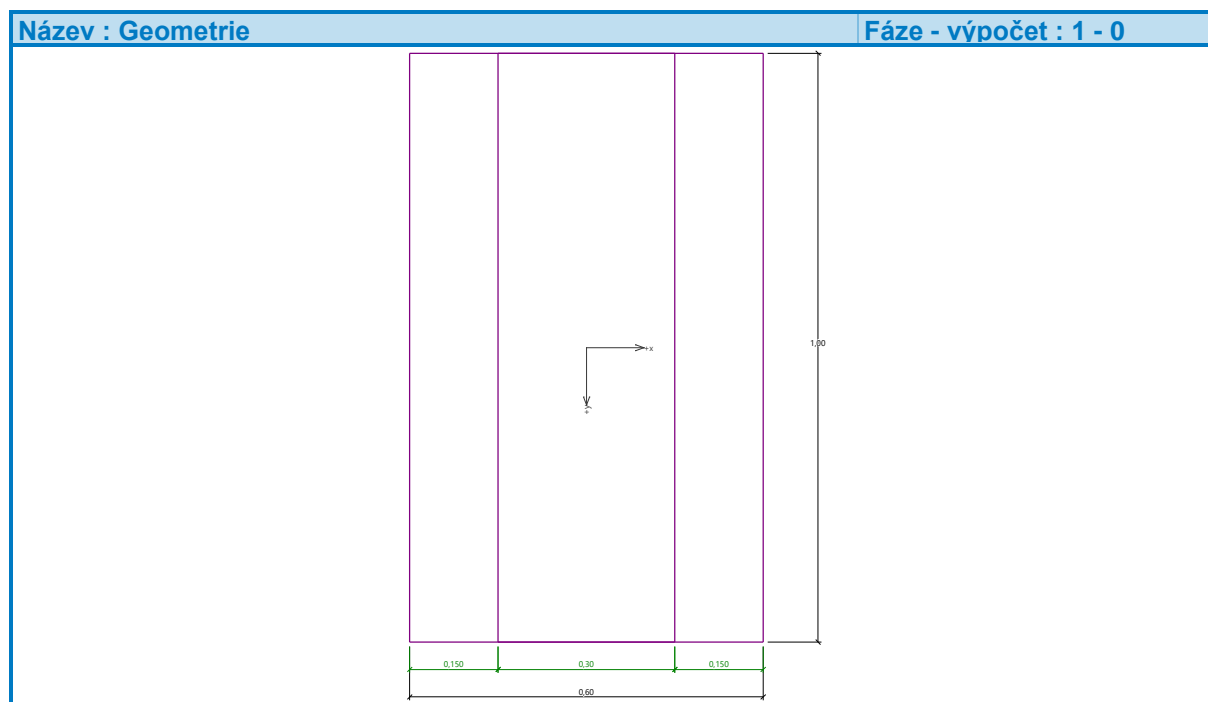 Název : Geometrie
Fáze - výpočet : 1 - 0
1,00
+x
+y
0,150
0,30
0,150
0,60